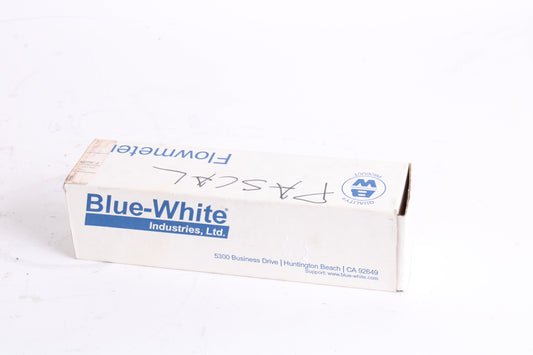 Flowmeter
PASCAL
QUALITY
BW
PRODUCT
Blue-White
Industries, Ltd.
5300 Business Drive | Huntington Beach | CA 92649
Support: www.blue-white.com